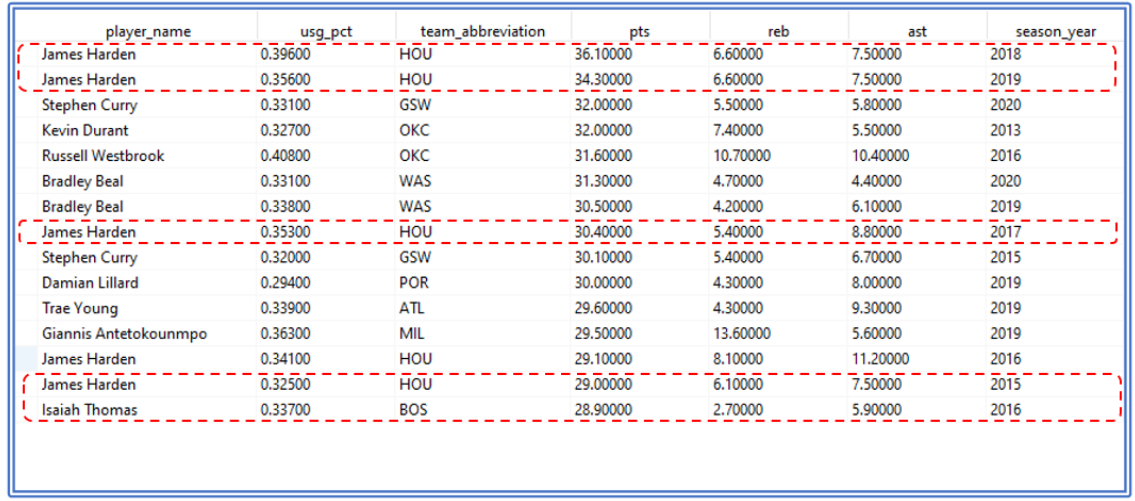 player_name usg_pct team_abbreviation pts reb ast season_year
James Harden 0.39600 HOU 36.10000 6.60000 7.50000 2018
James Harden 0.35600 HOU 34.30000 6.60000 7.50000 2019
Stephen Curry 0.33100 GSW 32.00000 5.50000 5.80000 2020
Kevin Durant 0.32700 OKC 32.00000 7.40000 5.50000 2013
Russell Westbrook 0.40800 OKC 31.60000 10.70000 10.40000 2016
Bradley Beal 0.33100 WAS 31.30000 4.70000 4.40000 2020
Bradley Beal 0.33800 WAS 30.50000 4.20000 6.10000 2019
James Harden 0.35300 HOU 30.40000 5.40000 8.80000 2017
Stephen Curry 0.32000 GSW 30.10000 5.40000 6.70000 2015
Damian Lillard 0.29400 POR 30.00000 4.30000 8.00000 2019
Trae Young 0.33900 ATL 29.60000 4.30000 9.30000 2019
Giannis Antetokounmpo 0.36300 MIL 29.50000 13.60000 5.60000 2019
James Harden 0.34100 HOU 29.10000 8.10000 11.20000 2016
James Harden 0.32500 HOU 29.00000 6.10000 7.50000 2015
Isaiah Thomas 0.33700 BOS 28.90000 2.70000 5.90000 2016